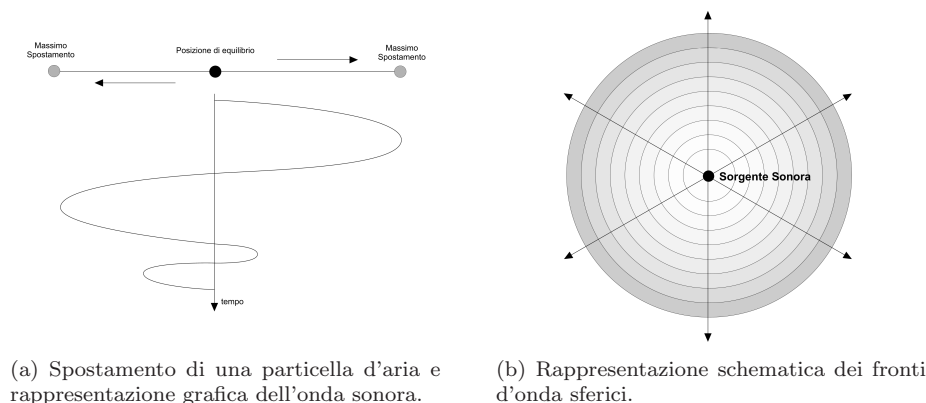 Massimo
Spostamento
Posizione di equilibrio
Massimo
Spostamento
tempo
Sorgente Sonora
(a) Spostamento di una particella d'aria e
rappresentazione grafica dell'onda sonora.
(b) Rappresentazione schematica dei fronti
d'onda sferici.